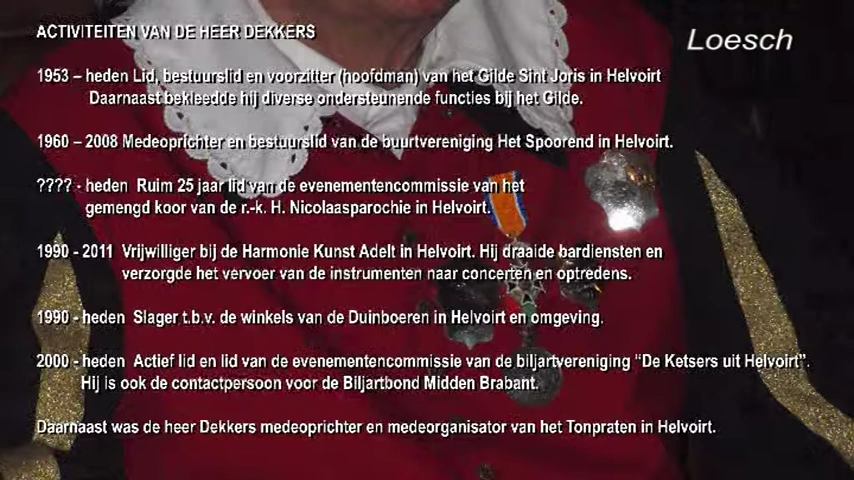 ACTIVITEITEN VAN DE HEER DEKKERS
Loesch
1953 – heden Lid, bestuurslid en voorzitter (hoofdman) van het Gilde Sint Joris in Helvoirt
Daarnaast bekleedde hij diverse ondersteunende functies bij het Gilde.
1960 – 2008 Medeoprichter en bestuurslid van de buurtvereniging Het Spoorend in Helvoirt.
???? - heden Ruim 25 jaar lid van de evenementencommissie van het
gemengd koor van de r.-k. H. Nicolaasparochie in Helvoirt.
1990 - 2011 Vrijwilliger bij de Harmonie Kunst Adelt in Helvoirt. Hij draaide bardiensten en
verzorgde het vervoer van de instrumenten naar concerten en optredens.
1990 - heden Slager t.b.v. de winkels van de Duinboeren in Helvoirt en omgeving.
2000 - heden Actief lid en lid van de evenementencommissie van de biljartvereniging “De Ketsers uit Helvoirt”.
Hij is ook de contactpersoon voor de Biljartbond Midden Brabant.
Daarnaast was de heer Dekkers medeoprichter en medeorganisator van het Tonpraten in Helvoirt.